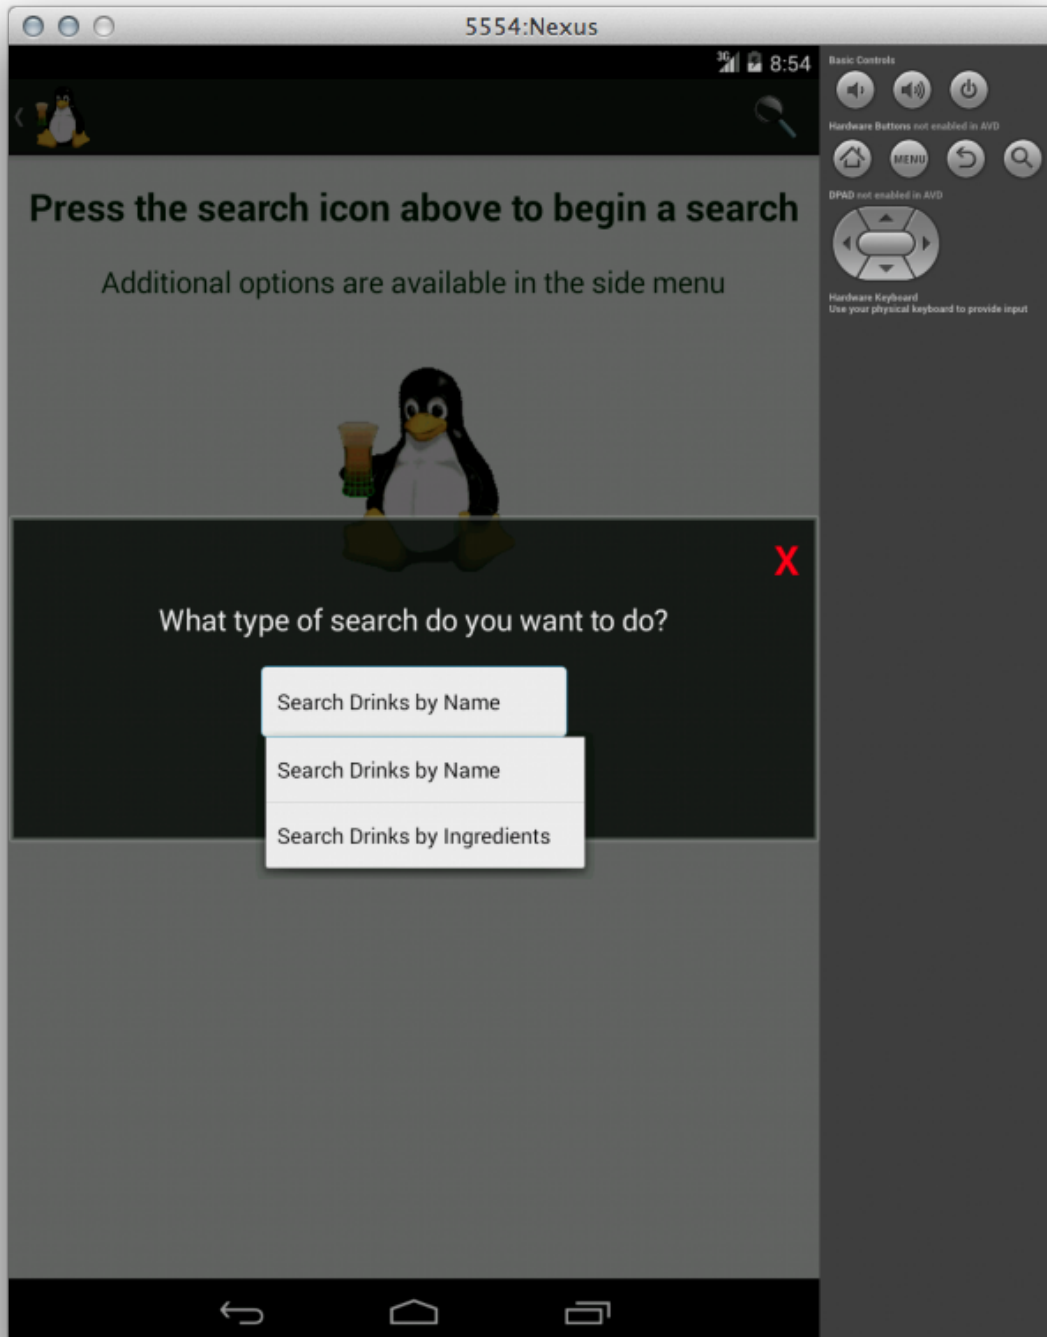 5554:Nexus
3G 8:54
Press the search icon above to begin a search
Additional options are available in the side menu
X
What type of search do you want to do?
Search Drinks by Name
Search Drinks by Name
Search Drinks by Ingredients
Basic Controls
Hardware Buttons not enabled in AVD
MENU
DPAD not enabled in AVD
Hardware Keyboard
Use your physical keyboard to provide input